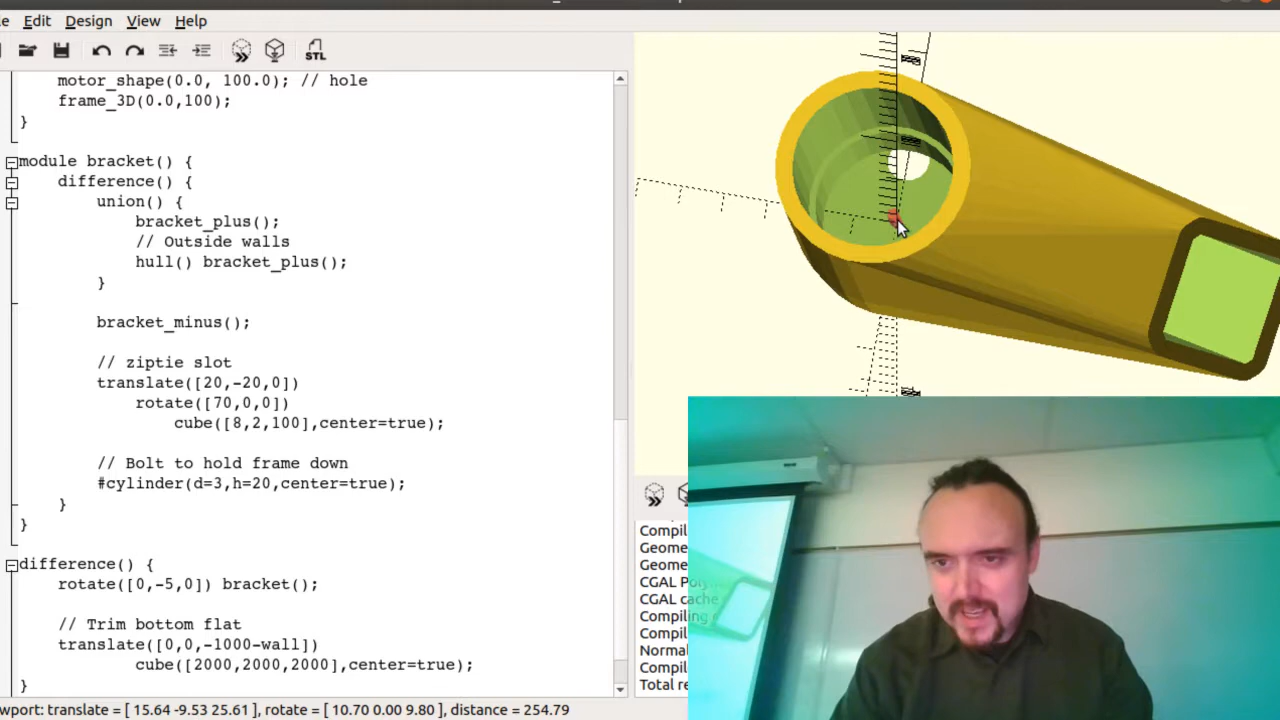 Edit Design View Help
STL
motor_shape(0.0, 100.0); // hole
frame_3D(0.0,100);
}
module bracket() {
difference() {
union() {
bracket_plus();
// Outside walls
hull() bracket_plus();
}
bracket_minus();
// ziptie slot
translate([20,-20,0])
rotate([70,0,0])
cube([8,2,100],center=true);
// Bolt to hold frame down
#cylinder(d=3,h=20,center=true);
}
}
difference() {
rotate([0,-5,0]) bracket();
// Trim bottom flat
translate([0,0,-1000-wall])
cube([2000,2000,2000],center=true);
}
Compil
Geome
Geome
CGAL Poly
CGAL cache
Compiling
Compil
Normal
Compil
Total re
wport: translate = [ 15.64 -9.53 25.61 ], rotate = [ 10.70 0.00 9.80 ], distance = 254.79